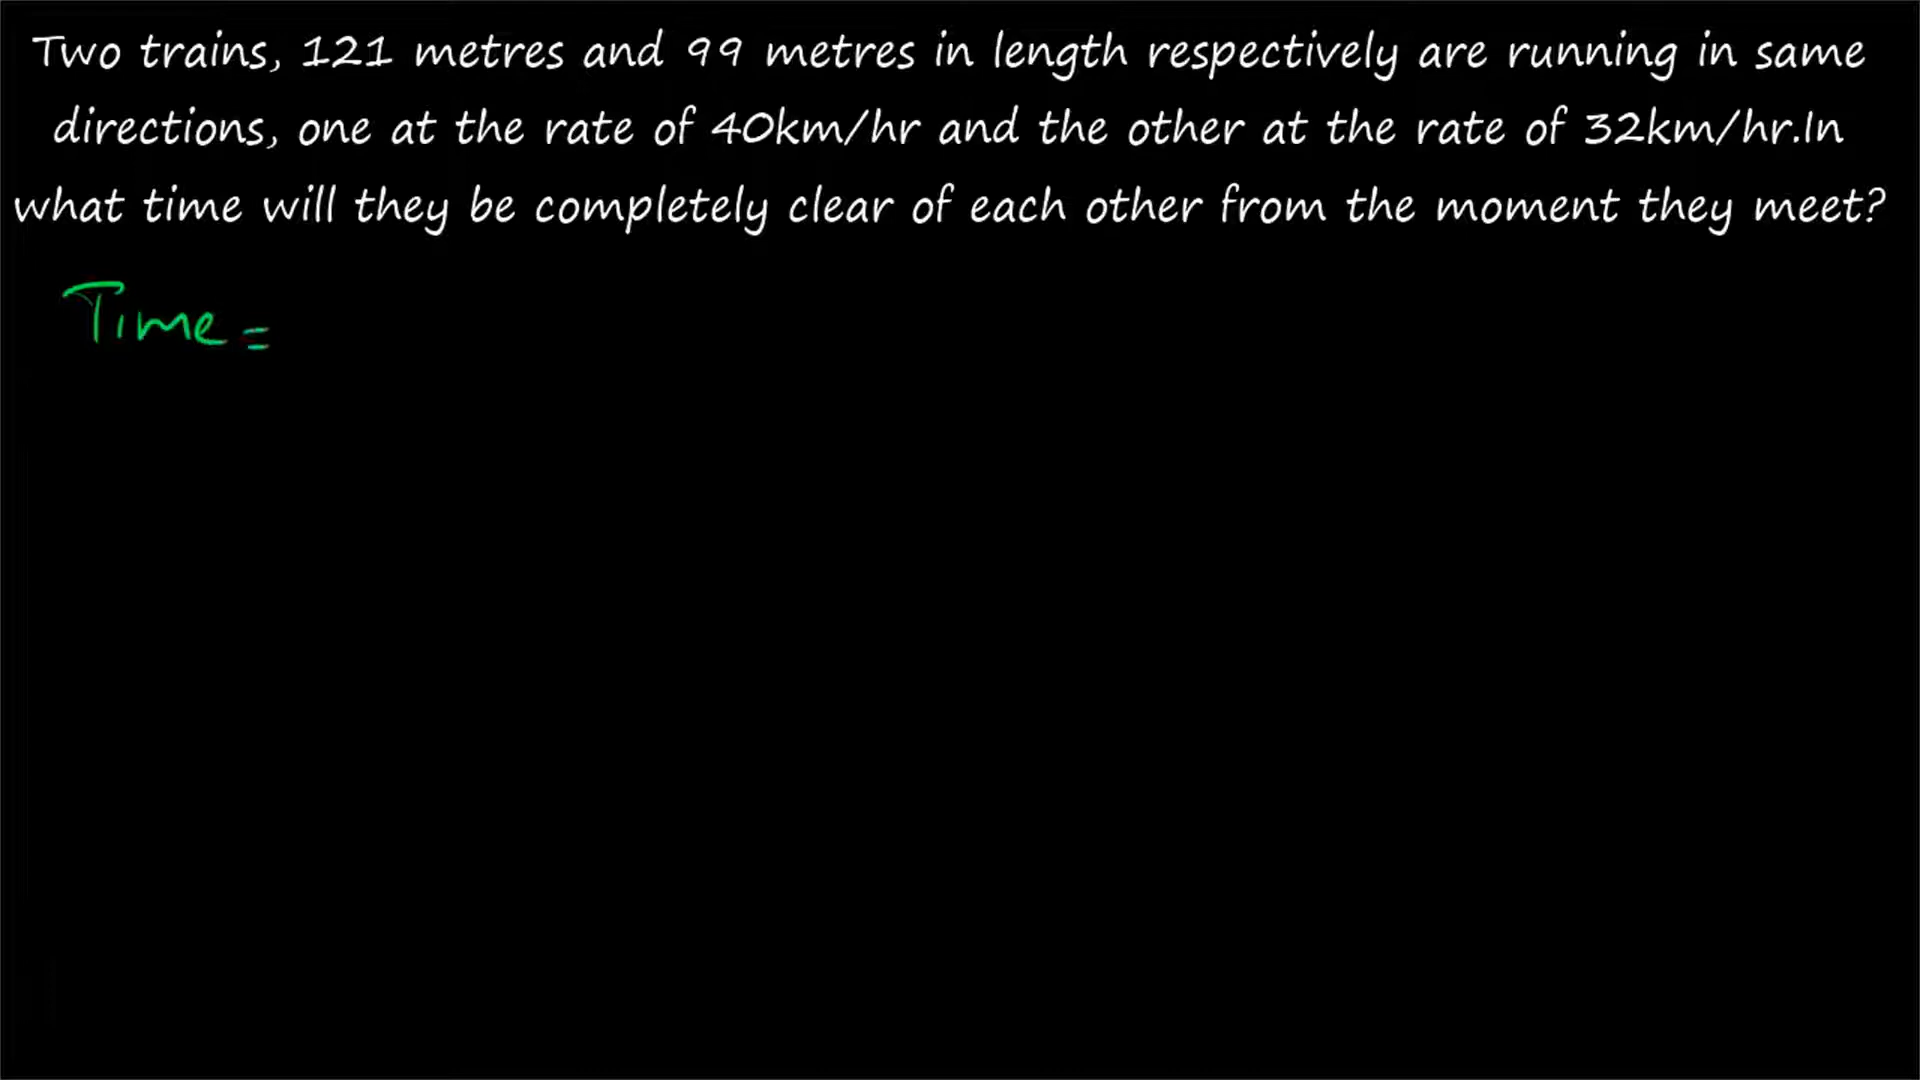 Two trains, 121 metres and 99 metres in length respectively are running in same
directions, one at the rate of 40km/hr and the other at the rate of 32km/hr.In
what time will they be completely clear of each other from the moment they meet?
Time =